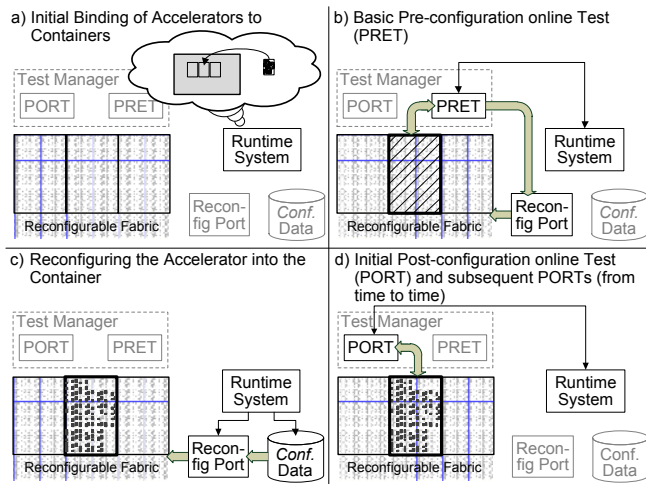 a) Initial Binding of Accelerators to
Containers
Test Manager
PORT
PRET
Runtime
System
Reconfigurable Fabric
Recon-
fig Port
Conf.
Data
b) Basic Pre-configuration online Test
(PRET)
Test Manager
PORT
PRET
Runtime
System
Reconfigurable Fabric
Recon-
fig Port
Conf.
Data
c) Reconfiguring the Accelerator into the
Container
Test Manager
PORT
PRET
Runtime
System
Reconfigurable Fabric
Recon-
fig Port
Conf.
Data
d) Initial Post-configuration online Test
(PORT) and subsequent PORTs (from
time to time)
Test Manager
PORT
PRET
Runtime
System
Reconfigurable Fabric
Recon-
fig Port
Conf.
Data